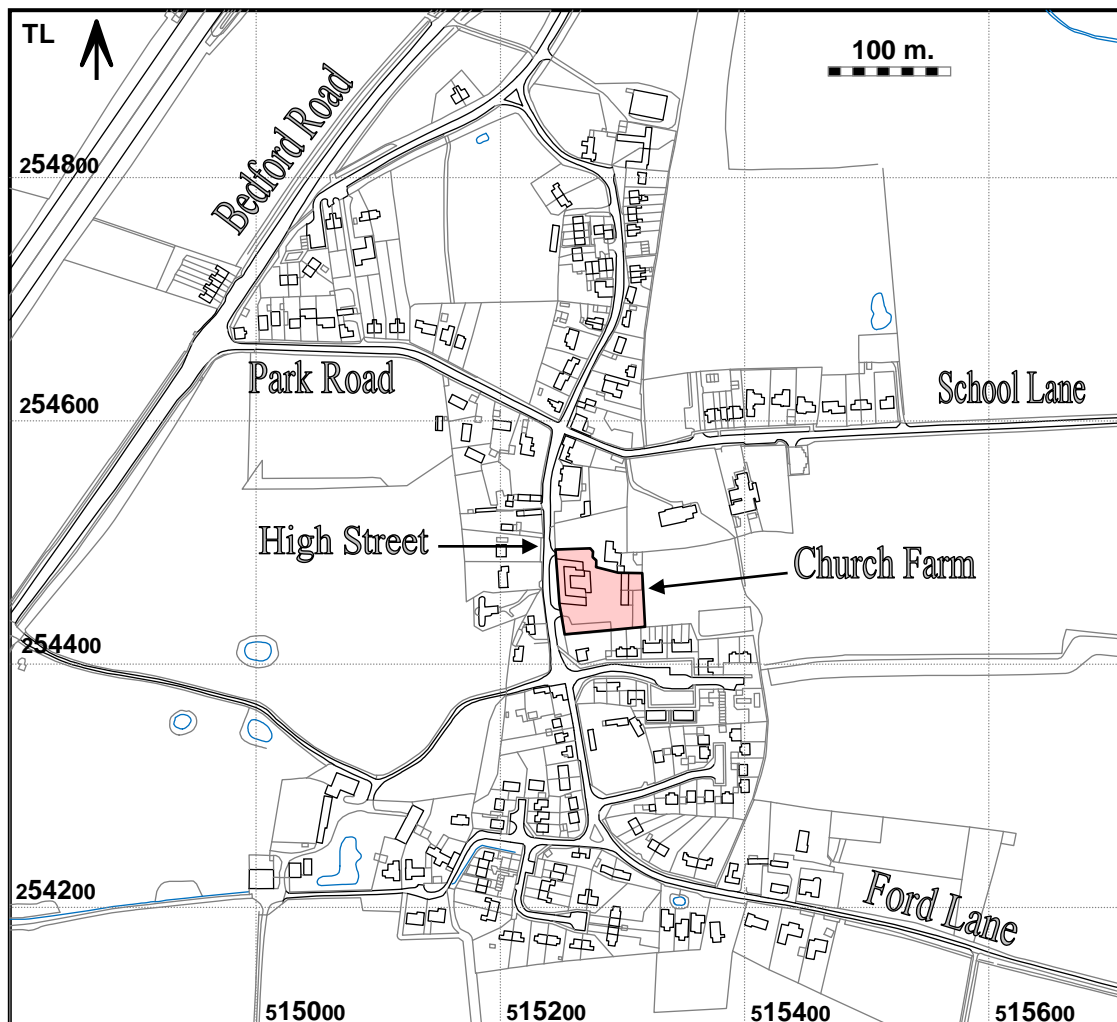 TL
100 m.
Bedford Road
254800
Park Road
School Lane
254600
High Street
Church Farm
254400
Ford Lane
254200
515000
515200
515400
515600